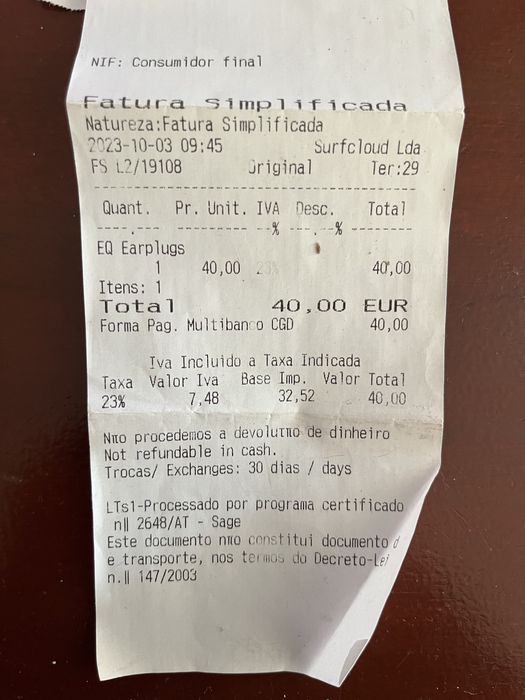 NIF: Consumidor final
Fatura Simplificada
Natureza:Fatura Simplificada
2023-10-03 09:45 Surfcloud Lda
FS L2/19108 Original Ter:29
Quant. Pr. Unit. IVA Desc. Total
% %
EQ Earplugs
1 40,00 23% 40,00
Itens: 1
Total 40,00 EUR
Forma Pag. Multibanco CGD 40,00
Iva Incluido a Taxa Indicada
Taxa Valor Iva Base Imp. Valor Total
23% 7,48 32,52 40,00
Nπo procedemos a devoluτπo de dinheiro
Not refundable in cash.
Trocas/ Exchanges: 30 dias / days
LTs1-Processado por programa certificado
n║ 2648/AT - Sage
Este documento nπo constitui documento d
e transporte, nos termos do Decreto-Lei
n.║ 147/2003